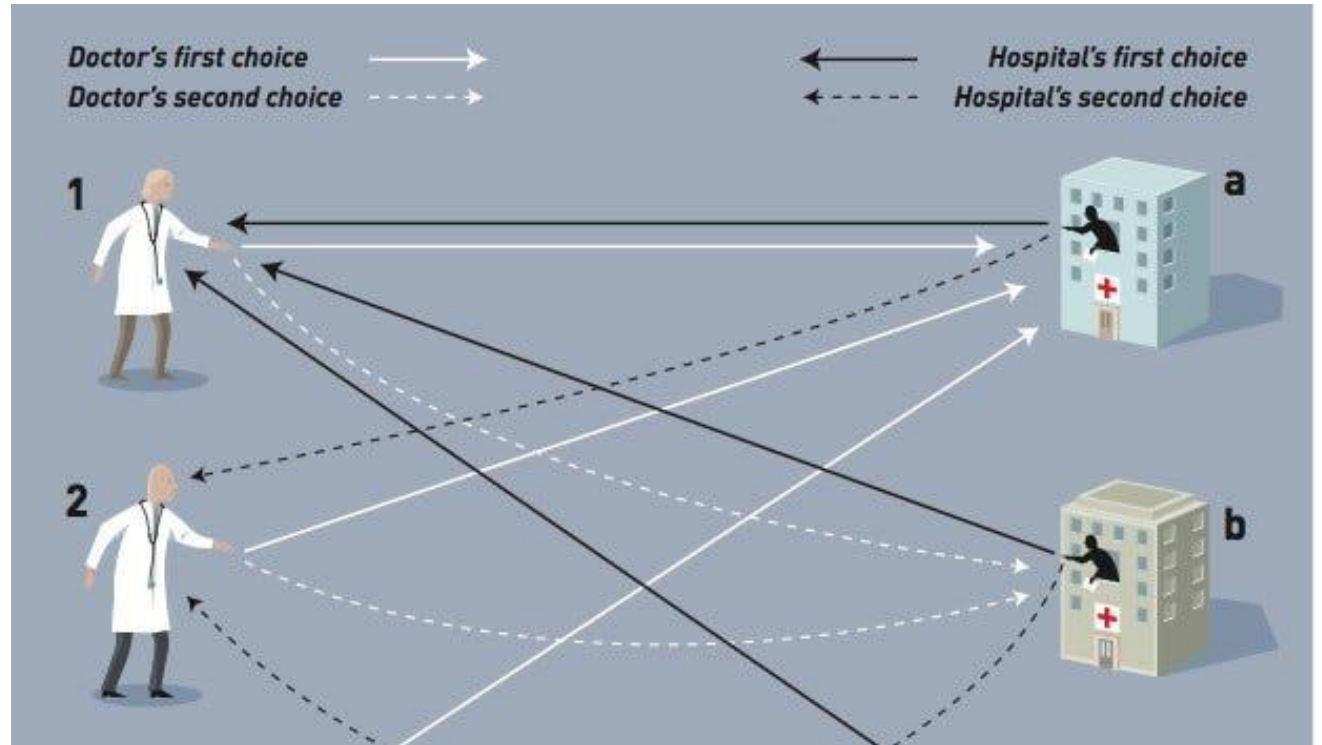 Doctor's first choice
Hospital's first choice
Doctor's second choice
Hospital's second choice
1
a
2
b